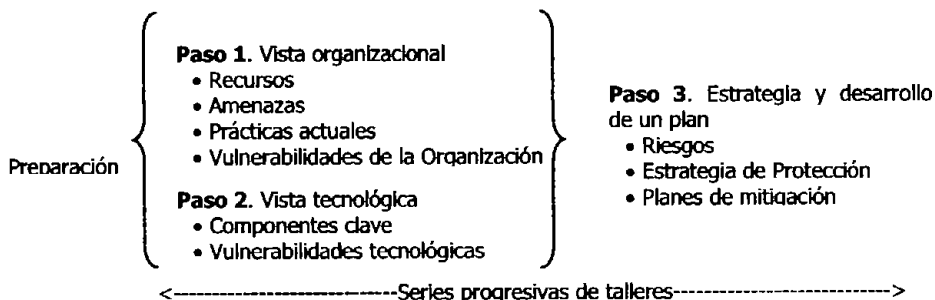 Preparación
Paso 1. Vista organizacional
• Recursos
• Amenazas
• Prácticas actuales
• Vulnerabilidades de la Organización
Paso 2. Vista tecnológica
• Componentes clave
• Vulnerabilidades tecnológicas
Paso 3. Estrategia y desarrollo
de un plan
• Riesgos
• Estrategia de Protección
• Planes de mitigación
<----------------------------Series progresivas de talleres--------------------------->